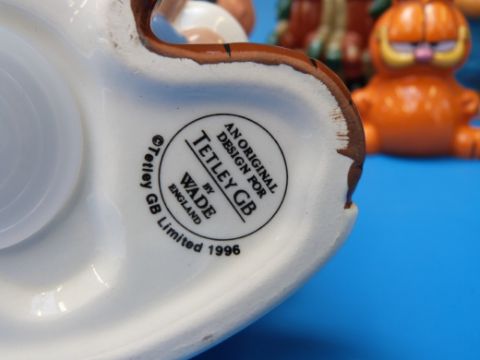 AN ORIGINAL
DESIGN FOR
TETLEY GB
BY
WADE
ENGLAND
©Tetley GB Limited 1996